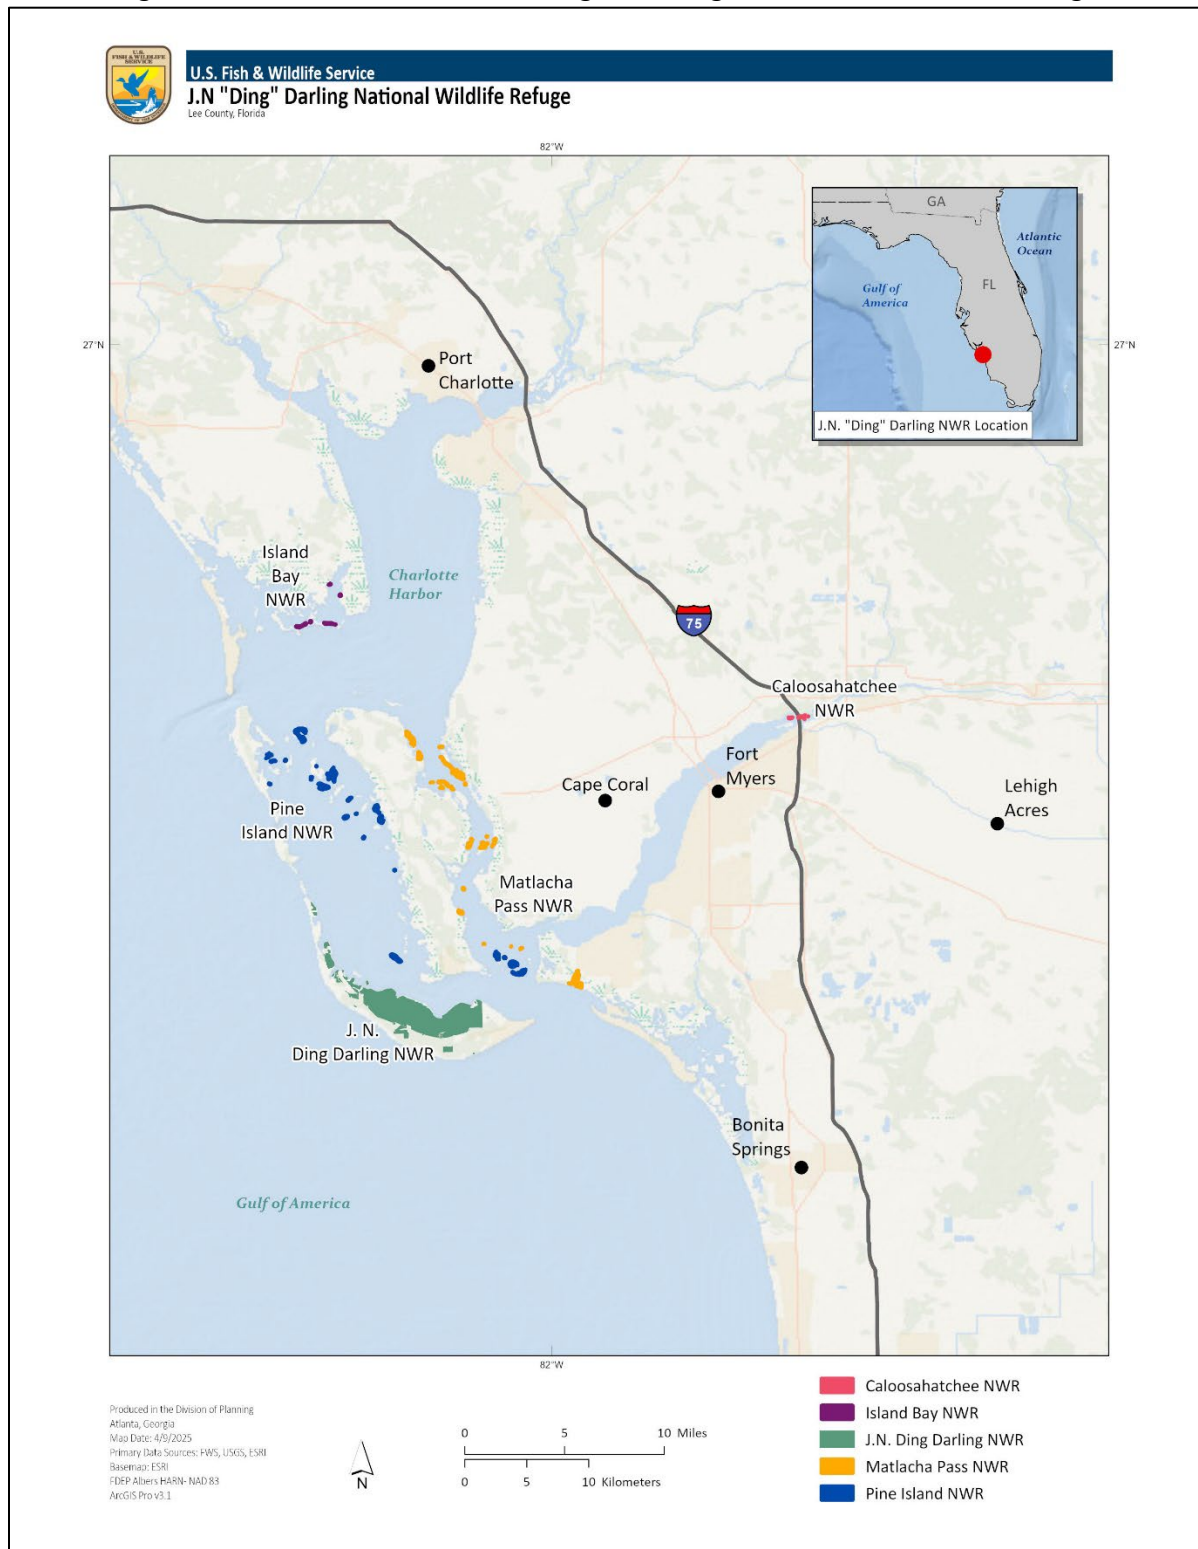 U.S.
FISH & WILDLIFE
SERVICE
U.S. Fish & Wildlife Service
J.N "Ding" Darling National Wildlife Refuge
Lee County, Florida
82°W
GA
Atlantic
Ocean
FL
Gulf of
America
J.N. "Ding" Darling NWR Location
27°N
27°N
Port
Charlotte
Island
Bay
NWR
Charlotte
Harbor
75
Caloosahatchee
NWR
Fort
Myers
Cape Coral
Lehigh
Acres
Pine
Island NWR
Matlacha
Pass NWR
J. N.
Ding Darling NWR
Bonita
Springs
Gulf of America
82°W
Produced in the Division of Planning
Atlanta, Georgia
Map Date: 4/9/2025
Primary Data Sources: FWS, USGS, ESRI
Basemap: ESRI
FDEP Albers HARN- NAD 83
ArcGIS Pro v3.1
N
0 5 10 Miles
0 5 10 Kilometers
Caloosahatchee NWR
Island Bay NWR
J.N. Ding Darling NWR
Matlacha Pass NWR
Pine Island NWR